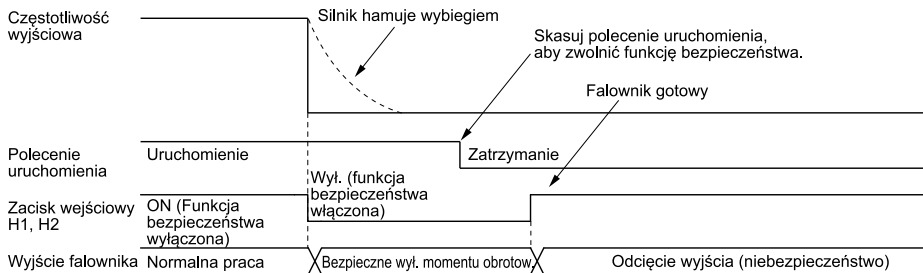 Częstotliwość
wyjściowa
Silnik hamuje wybiegiem
Skasuj polecenie uruchomienia,
aby zwolnić funkcję bezpieczeństwa.
Falownik gotowy
Polecenie
uruchomienia
Uruchomienie
Zatrzymanie
Zacisk wejściowy
H1, H2
ON (Funkcja
bezpieczeństwa
wyłączona)
Wył. (funkcja
bezpieczeństwa
włączona)
Wyjście falownika
Normalna praca
Bezpieczne wył. momentu obrotow.
Odcięcie wyjścia (niebezpieczeństwo)